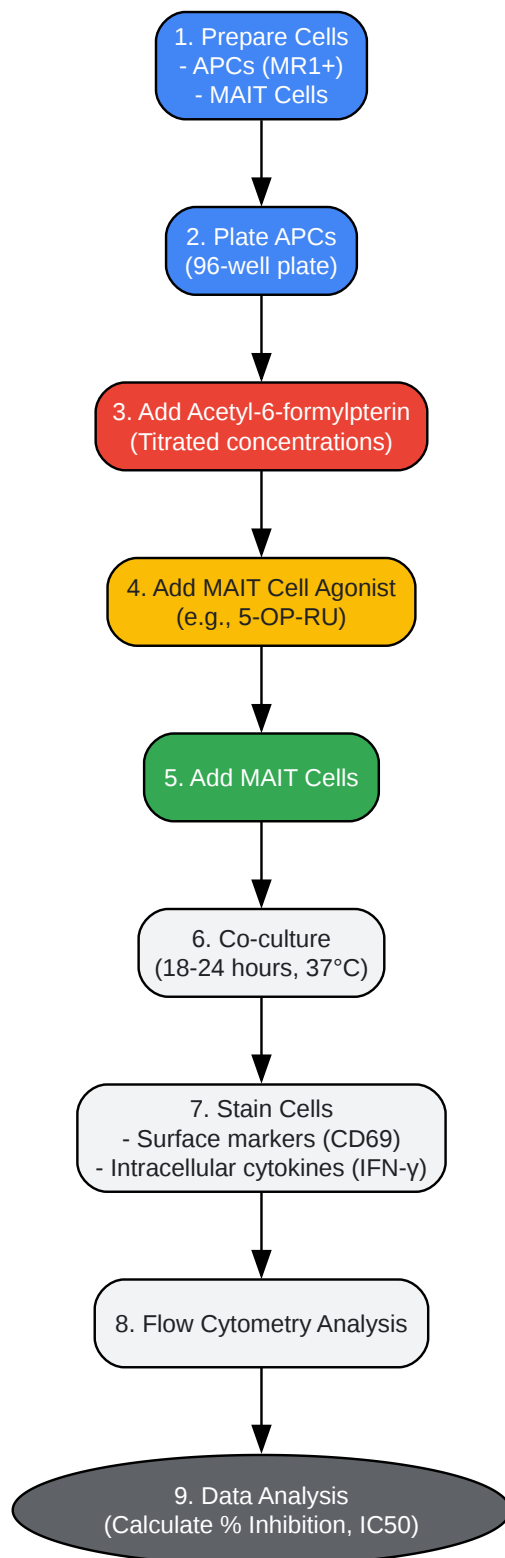 1. Prepare Cells
- APCs (MR1+)
- MAIT Cells
2. Plate APCs
(96-well plate)
3. Add Acetyl-6-formylpterin
(Titrated concentrations)
4. Add MAIT Cell Agonist
(e.g., 5-OP-RU)
5. Add MAIT Cells
6. Co-culture
(18-24 hours, 37°C)
7. Stain Cells
- Surface markers (CD69)
- Intracellular cytokines (IFN-γ)
8. Flow Cytometry Analysis
9. Data Analysis
(Calculate % Inhibition, IC50)